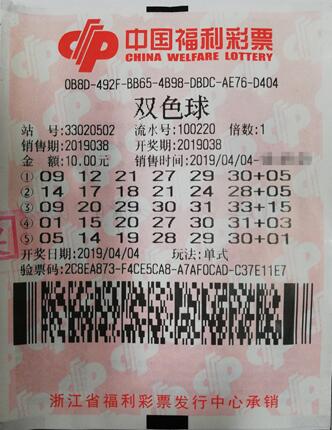 中国福利彩票
CHINA WELFARE LOTTERY
0B8D-492F-BB65-4B98-DBDC-AE76-D404
双色球
站 号:33020502 流水号:100220 倍数:1
销售期:2019038 开奖期:2019038
金 额:10.00元 销售时间:2019/04/04-
① 09 12 21 27 29 30+05
② 14 17 18 21 24 28+05
③ 09 20 29 30 31 33+15
④ 01 15 20 27 30 31+03
⑤ 05 14 19 28 29 30+01
开奖日期:2019/04/04 玩法:单式
验票码:2C8EA873-F4CE5CA8-A7AF0CAD-C37E11E7
浙江省福利彩票发行中心承销